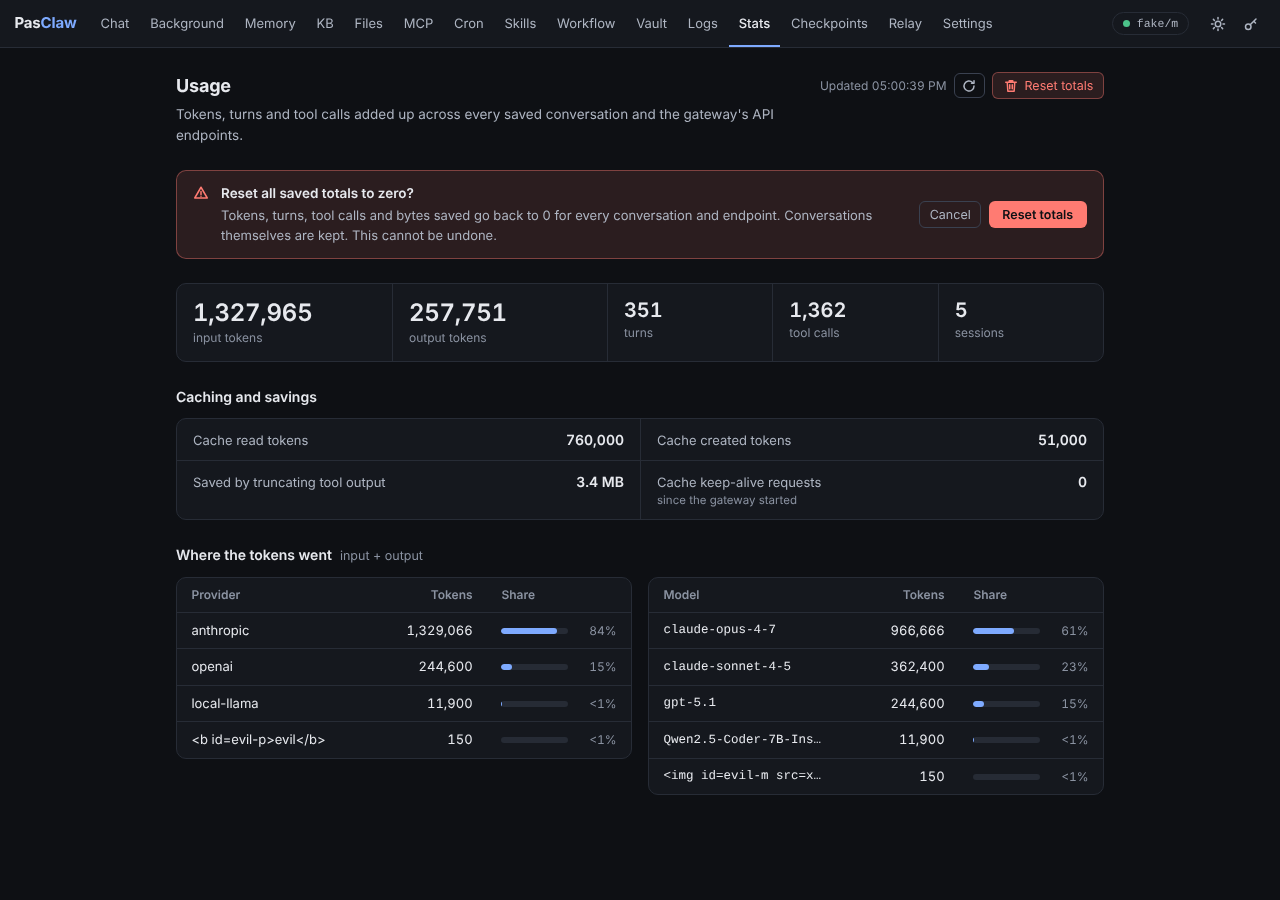 PasClaw Chat Background Memory KB Files MCP Cron Skills Workflow Vault Logs Stats Checkpoints Relay Settings fake/m
Usage Updated 05:00:39 PM Reset totals
Tokens, turns and tool calls added up across every saved conversation and the gateway's API
endpoints.
Reset all saved totals to zero?
Tokens, turns, tool calls and bytes saved go back to 0 for every conversation and endpoint. Conversations
themselves are kept. This cannot be undone.
Cancel Reset totals
1,327,965 257,751 351 1,362 5
input tokens output tokens turns tool calls sessions
Caching and savings
Cache read tokens 760,000 Cache created tokens 51,000
Saved by truncating tool output 3.4 MB Cache keep-alive requests 0
since the gateway started
Where the tokens went input + output
Provider Tokens Share
anthropic 1,329,066 84%
openai 244,600 15%
local-llama 11,900 <1%
<b id=evil-p>evil</b> 150 <1%
Model Tokens Share
claude-opus-4-7 966,666 61%
claude-sonnet-4-5 362,400 23%
gpt-5.1 244,600 15%
Qwen2.5-Coder-7B-Ins… 11,900 <1%
<img id=evil-m src=x… 150 <1%